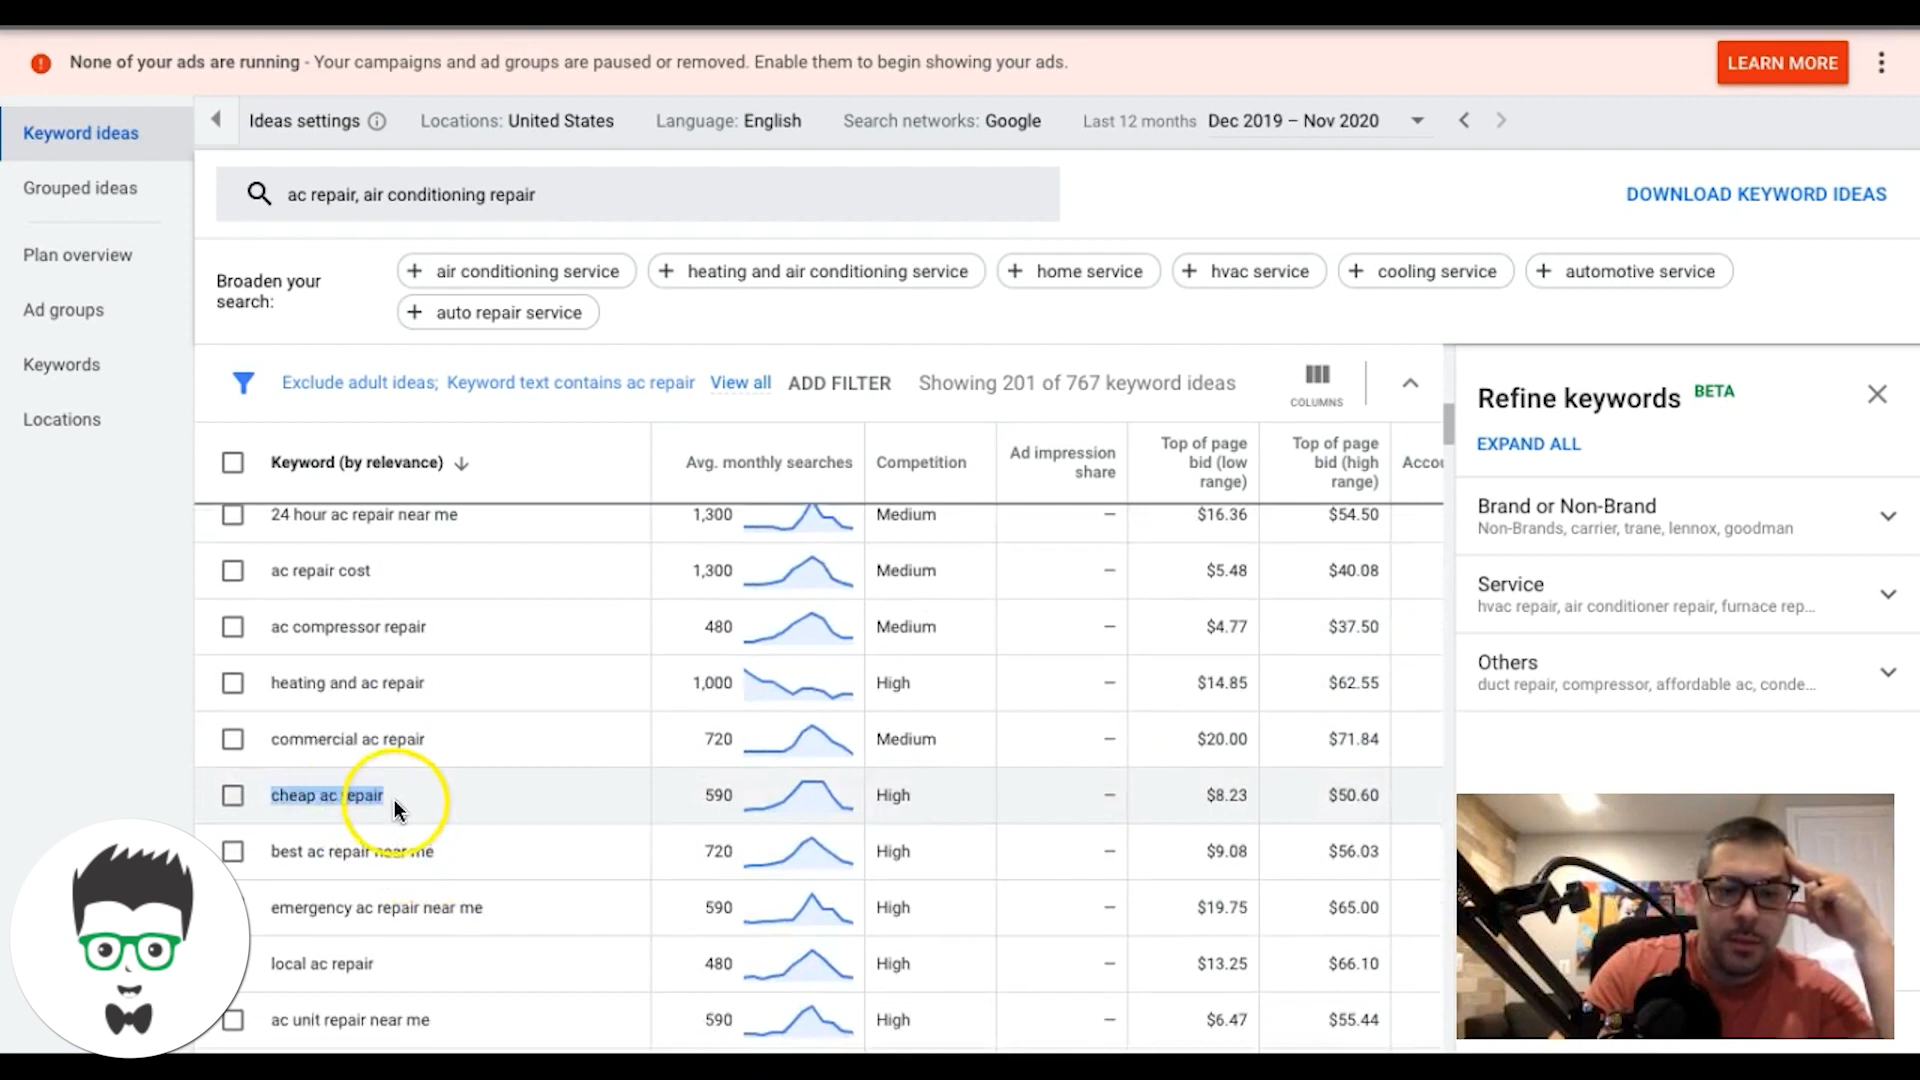 None of your ads are running - Your campaigns and ad groups are paused or removed. Enable them to begin showing your ads.
LEARN MORE
Keyword ideas
Grouped ideas
Plan overview
Ad groups
Keywords
Locations
Ideas settings
Locations: United States
Language: English
Search networks: Google
Last 12 months Dec 2019 – Nov 2020
ac repair, air conditioning repair
DOWNLOAD KEYWORD IDEAS
Broaden your
search:
+ air conditioning service
+ heating and air conditioning service
+ home service
+ hvac service
+ cooling service
+ automotive service
+ auto repair service
Exclude adult ideas; Keyword text contains ac repair View all ADD FILTER Showing 201 of 767 keyword ideas
COLUMNS
Keyword (by relevance)
Avg. monthly searches
Competition
Ad impression
share
Top of page
bid (low
range)
Top of page
bid (high
range)
Accou
24 hour ac repair near me 1,300 Medium – $16.36 $54.50
ac repair cost 1,300 Medium – $5.48 $40.08
ac compressor repair 480 Medium – $4.77 $37.50
heating and ac repair 1,000 High – $14.85 $62.55
commercial ac repair 720 Medium – $20.00 $71.84
cheap ac repair 590 High – $8.23 $50.60
best ac repair near me 720 High – $9.08 $56.03
emergency ac repair near me 590 High – $19.75 $65.00
local ac repair 480 High – $13.25 $66.10
ac unit repair near me 590 High – $6.47 $55.44
Refine keywords BETA
EXPAND ALL
Brand or Non-Brand
Non-Brands, carrier, trane, lennox, goodman
Service
hvac repair, air conditioner repair, furnace rep...
Others
duct repair, compressor, affordable ac, conde...